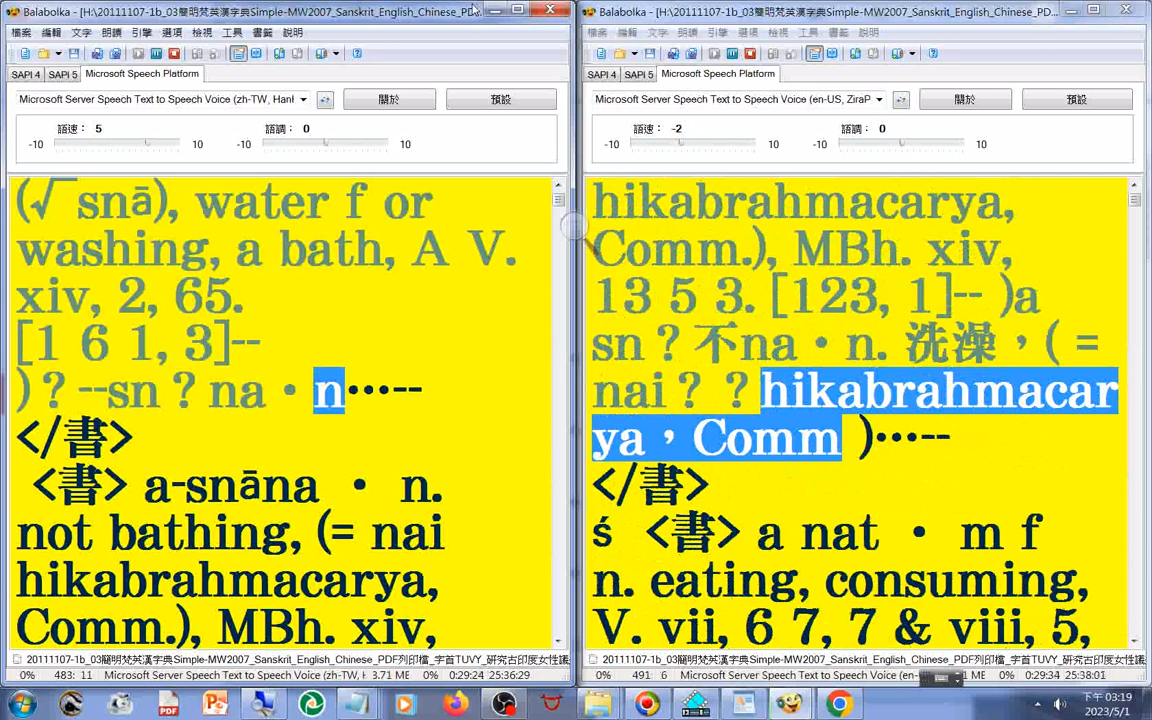 Balabolka - [H:\20111107-1b_03簡明梵英漢字典Simple-MW2007_Sanskrit_English_Chinese_PD
檔案 編輯 文字 朗讀 引擎 選項 檢視 工具 書籤 說明
SAPI 4 SAPI 5 Microsoft Speech Platform
Microsoft Server Speech Text to Speech Voice (zh-TW, Hanl 關於 預設
語速： 5 語調： 0
-10 10 -10 10
(√snā), water f or
washing, a bath, A V.
xiv, 2, 65.
[1 6 1, 3]--
)？--sn？na・n…--
</書>
<書> a-snāna ・ n.
not bathing, (= nai
hikabrahmacarya,
Comm.), MBh. xiv,
20111107-1b_03簡明梵英漢字典Simple-MW2007_Sanskrit_English_Chinese_PDF列印檔_字首TUVY_研究古印度女性議
0% 483: 11 Microsoft Server Speech Text to Speech Voice (zh-TW, 3.71 ME 0% 0:29:24 25:36:29
Balabolka - [H:\20111107-1b_03簡明梵英漢字典Simple-MW2007_Sanskrit_English_Chinese_PD...
檔案 編輯 文字 朗讀 引擎 選項 檢視 工具 書籤 說明
SAPI 4 SAPI 5 Microsoft Speech Platform
Microsoft Server Speech Text to Speech Voice (en-US, ZiraP 關於 預設
語速： -2 語調： 0
-10 10 -10 10
hikabrahmacarya,
Comm.), MBh. xiv,
13 5 3. [123, 1]-- )a
sn？不na・n. 洗澡，( =
nai？？hikabrahmacar
ya，Comm )…--
</書>
ś <書> a nat ・ m f
n. eating, consuming,
V. vii, 6 7, 7 & viii, 5,
20111107-1b_03簡明梵英漢字典Simple-MW2007_Sanskrit_English_Chinese_PDF列印檔_字首TUVY_研究古印度女性議
0% 491: 6 Microsoft Server Speech Text to Speech Voice ME 0% 0:29:34 25:38:01
下午 03:19
2023/5/1